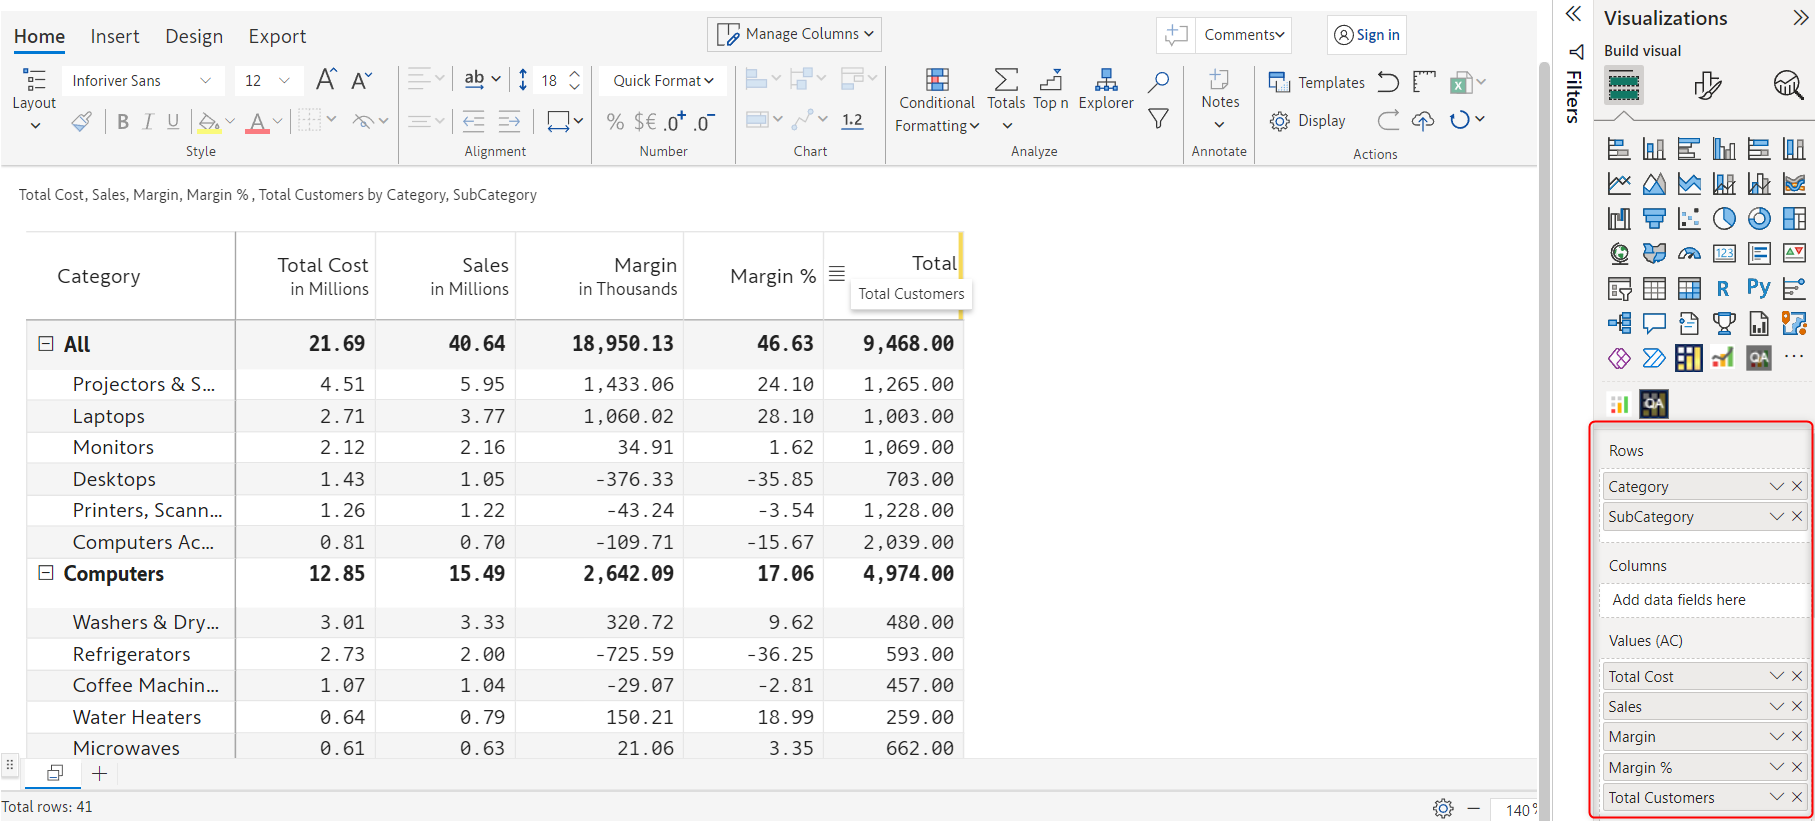 Home Insert Design Export
Manage Columns
Comments
Sign in
Inforiver Sans 12 A A
ab 18
Quick Format
Layout
B I U A
% $€ .0+ .0-
1.2
Conditional Formatting
Totals
Top n
Explorer
Notes
Templates
Display
Style
Alignment
Number
Chart
Analyze
Annotate
Actions
Total Cost, Sales, Margin, Margin % , Total Customers by Category, SubCategory
Category Total Cost in Millions Sales in Millions Margin in Thousands Margin % Total
Total Customers
All 21.69 40.64 18,950.13 46.63 9,468.00
Projectors & S... 4.51 5.95 1,433.06 24.10 1,265.00
Laptops 2.71 3.77 1,060.02 28.10 1,003.00
Monitors 2.12 2.16 34.91 1.62 1,069.00
Desktops 1.43 1.05 -376.33 -35.85 703.00
Printers, Scann... 1.26 1.22 -43.24 -3.54 1,228.00
Computers Ac... 0.81 0.70 -109.71 -15.67 2,039.00
Computers 12.85 15.49 2,642.09 17.06 4,974.00
Washers & Dry... 3.01 3.33 320.72 9.62 480.00
Refrigerators 2.73 2.00 -725.59 -36.25 593.00
Coffee Machin... 1.07 1.04 -29.07 -2.81 457.00
Water Heaters 0.64 0.79 150.21 18.99 259.00
Microwaves 0.61 0.63 21.06 3.35 662.00
Total rows: 41
140%
Filters
Visualizations
Build visual
123
R Py
QA
QA
Rows
Category
SubCategory
Columns
Add data fields here
Values (AC)
Total Cost
Sales
Margin
Margin %
Total Customers